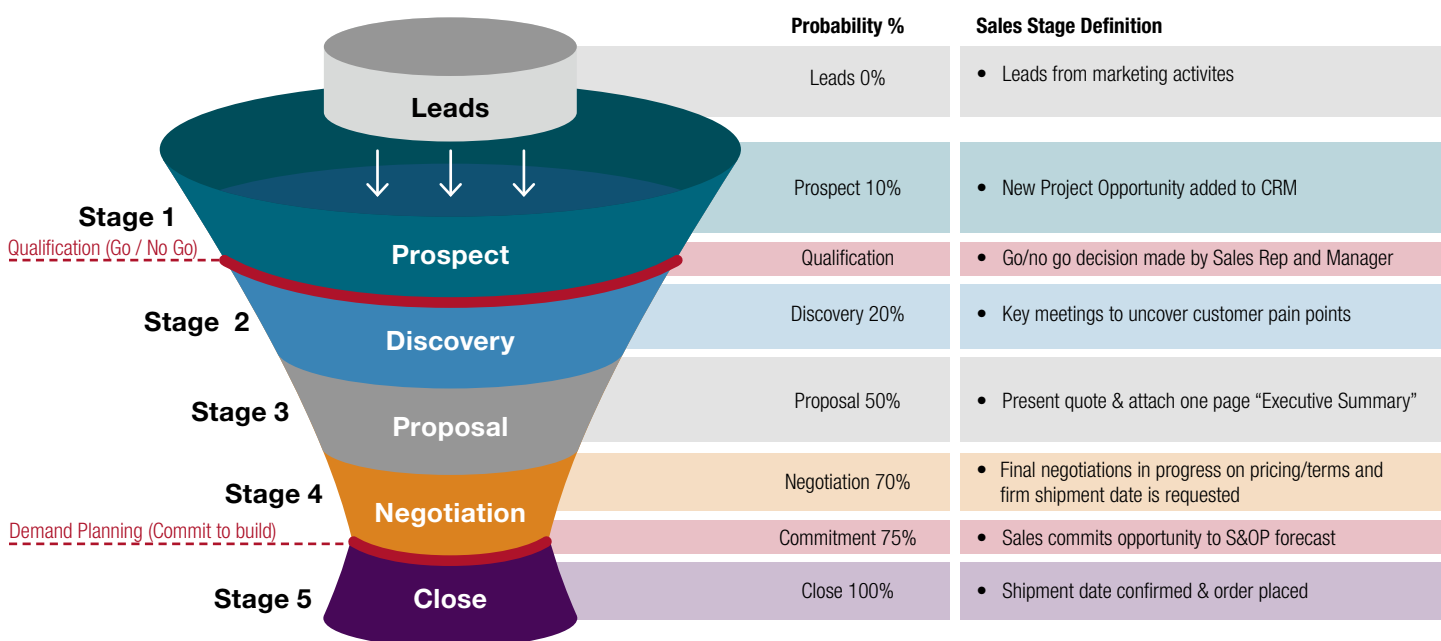 Probability %
Sales Stage Definition
Leads
Leads 0%
• Leads from marketing activites
Stage 1
Prospect
Prospect 10%
• New Project Opportunity added to CRM
Qualification (Go / No Go)
Qualification
• Go/no go decision made by Sales Rep and Manager
Stage 2
Discovery
Discovery 20%
• Key meetings to uncover customer pain points
Stage 3
Proposal
Proposal 50%
• Present quote & attach one page “Executive Summary”
Stage 4
Negotiation
Negotiation 70%
• Final negotiations in progress on pricing/terms and
firm shipment date is requested
Demand Planning (Commit to build)
Commitment 75%
• Sales commits opportunity to S&OP forecast
Stage 5
Close
Close 100%
• Shipment date confirmed & order placed